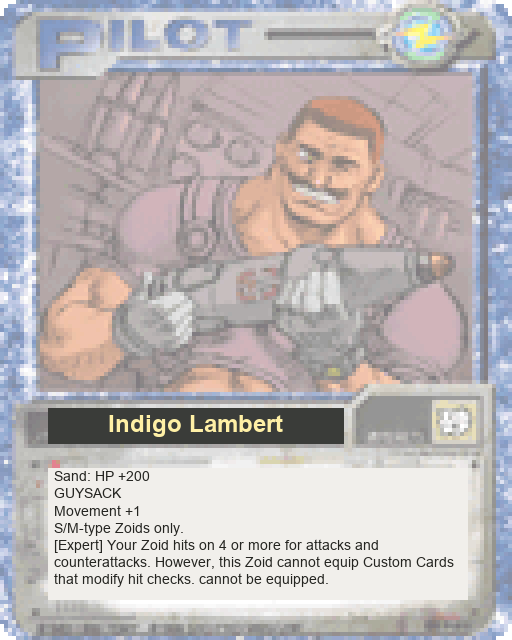 PILOT
Indigo Lambert
Sand: HP +200
GUYSACK
Movement +1
S/M-type Zoids only.
[Expert] Your Zoid hits on 4 or more for attacks and
counterattacks. However, this Zoid cannot equip Custom Cards
that modify hit checks. cannot be equipped.